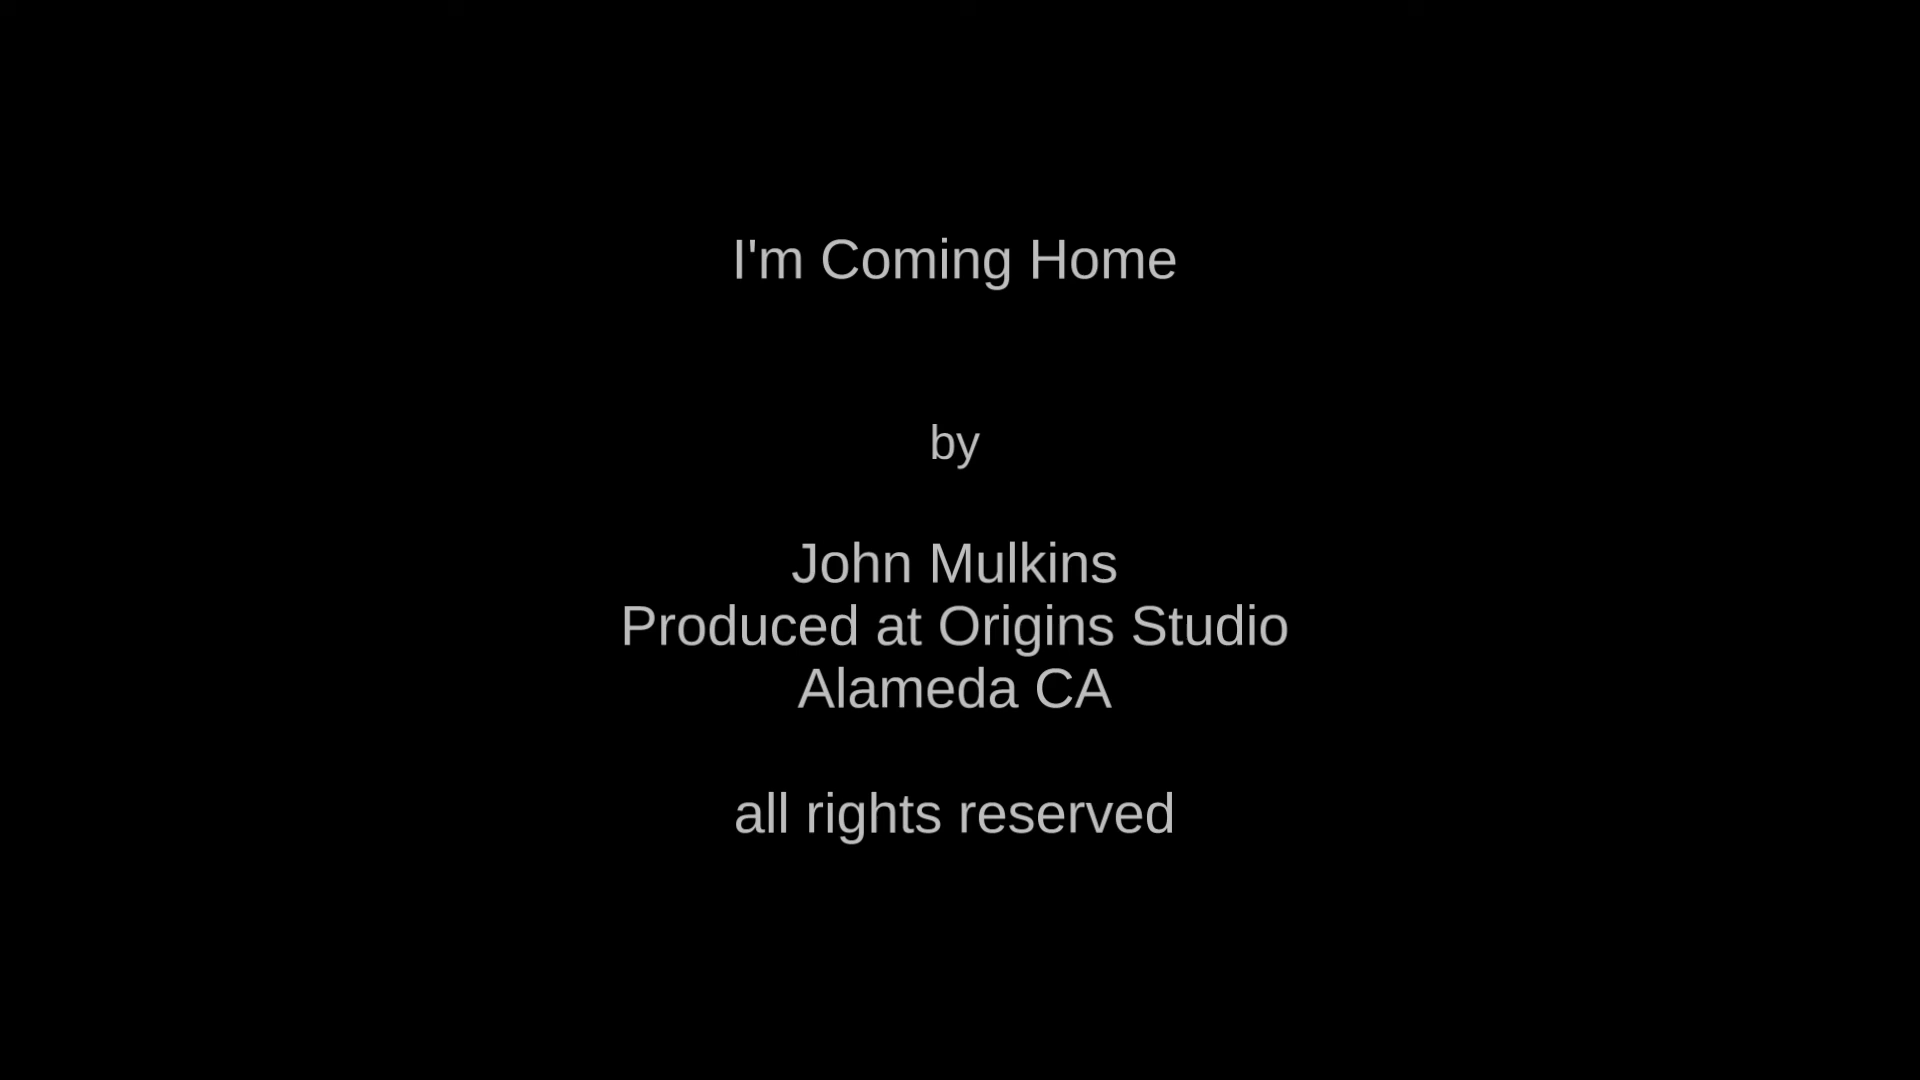 I'm Coming Home
by
John Mulkins
Produced at Origins Studio
Alameda CA
all rights reserved